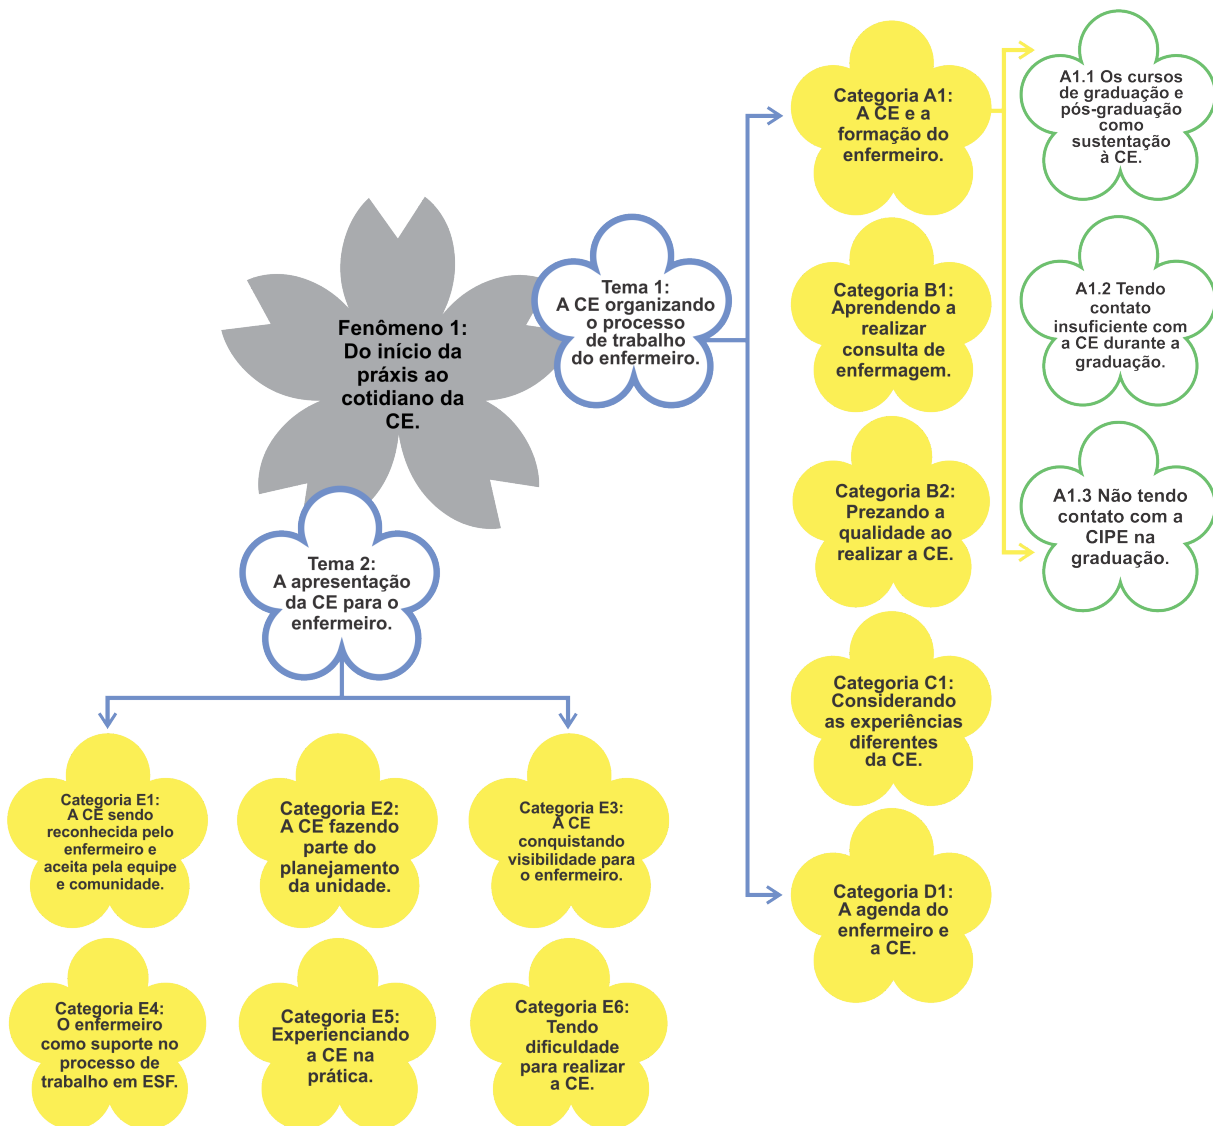 Fenômeno 1:
Do início da
práxis ao
cotidiano da
CE.
Tema 1:
A CE organizando
o processo
de trabalho
do enfermeiro.
Categoria A1:
A CE e a
formação do
enfermeiro.
A1.1 Os cursos
de graduação e
pós-graduação
como
sustentação
à CE.
A1.2 Tendo
contato
insuficiente com
a CE durante a
graduação.
A1.3 Não tendo
contato com a
CIPE na
graduação.
Categoria B1:
Aprendendo a
realizar
consulta de
enfermagem.
Categoria B2:
Prezando a
qualidade ao
realizar a CE.
Categoria C1:
Considerando
as experiências
diferentes
da CE.
Categoria D1:
A agenda do
enfermeiro e
a CE.
Tema 2:
A apresentação
da CE para o
enfermeiro.
Categoria E1:
A CE sendo
reconhecida pelo
enfermeiro e
aceita pela equipe
e comunidade.
Categoria E2:
A CE fazendo
parte do
planejamento
da unidade.
Categoria E3:
A CE
conquistando
visibilidade para
o enfermeiro.
Categoria E4:
O enfermeiro
como suporte no
processo de
trabalho em ESF.
Categoria E5:
Experienciando
a CE na
prática.
Categoria E6:
Tendo
dificuldade
para realizar
a CE.